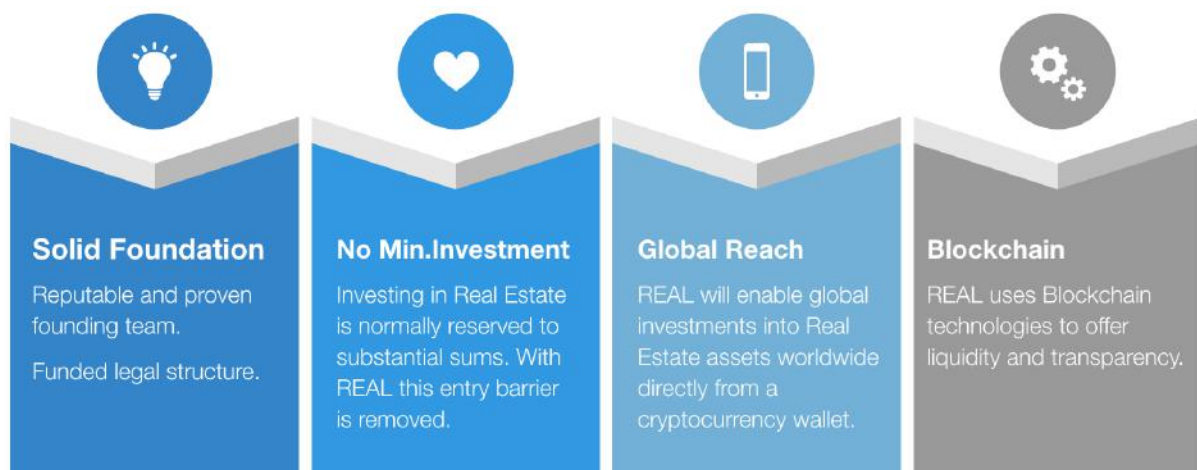 Solid Foundation
Reputable and proven
founding team.
Funded legal structure.
No Min.Investment
Investing in Real Estate
is normally reserved to
substantial sums. With
REAL this entry barrier
is removed.
Global Reach
REAL will enable global
investments into Real
Estate assets worldwide
directly from a
cryptocurrency wallet.
Blockchain
REAL uses Blockchain
technologies to offer
liquidity and transparency.